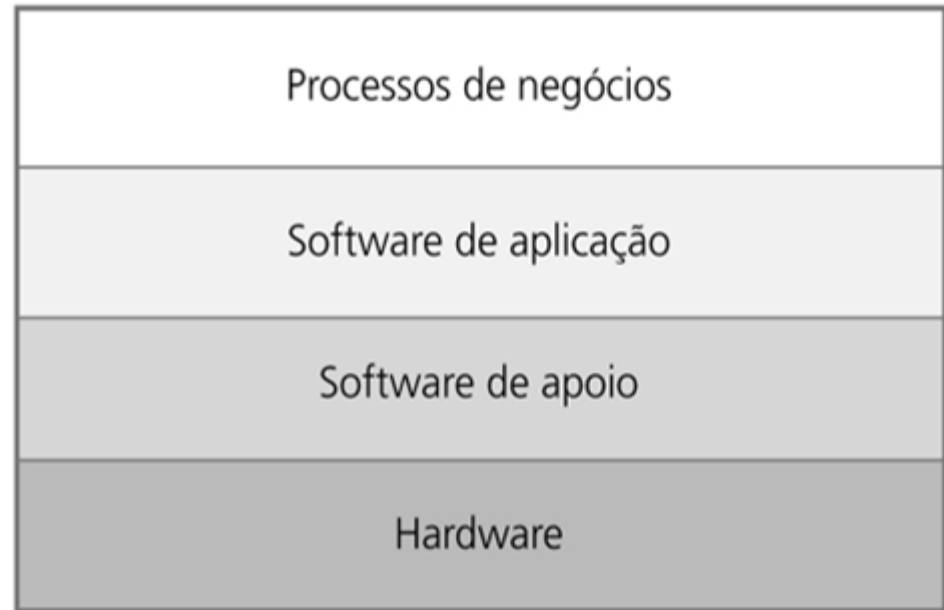 Processos de negócios
Software de aplicação
Software de apoio
Hardware